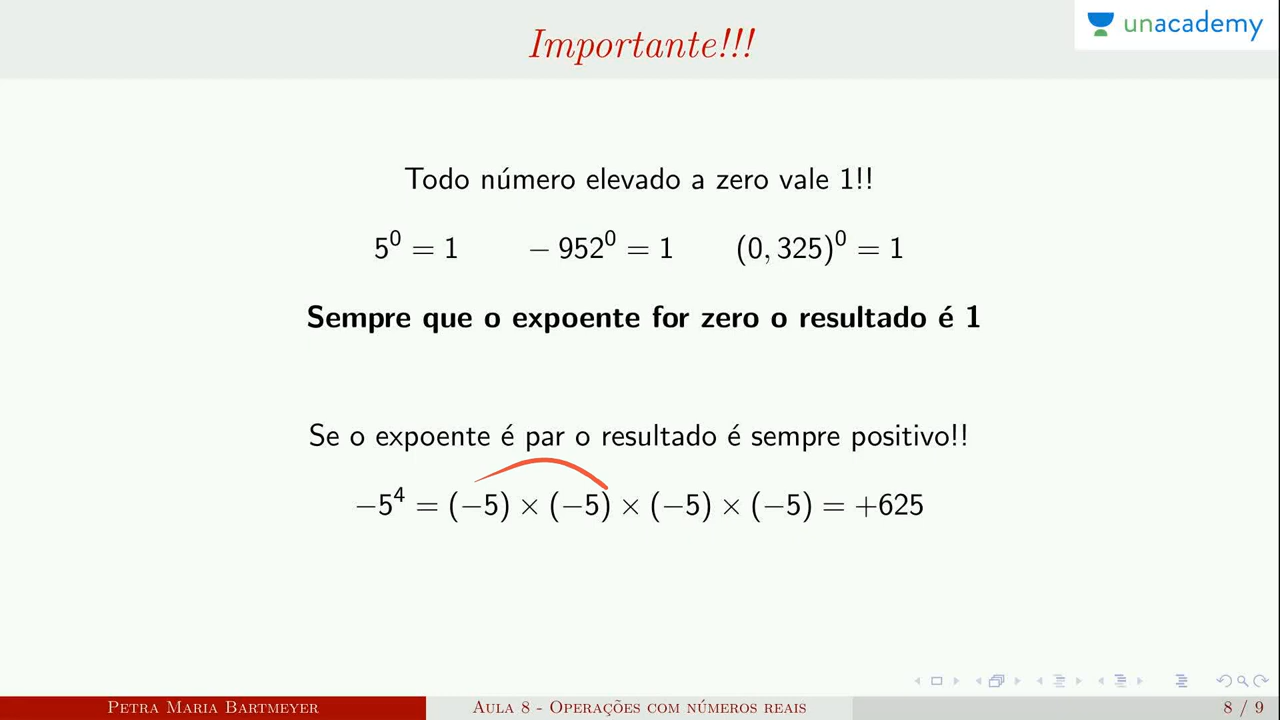 Importante!!!
unacademy
Todo número elevado a zero vale 1!!
5⁰ = 1 − 952⁰ = 1 (0, 325)⁰ = 1
Sempre que o expoente for zero o resultado é 1
Se o expoente é par o resultado é sempre positivo!!
−5⁴ = (−5) × (−5) × (−5) × (−5) = +625
Petra Maria Bartmeyer Aula 8 - Operações com números reais 8 / 9